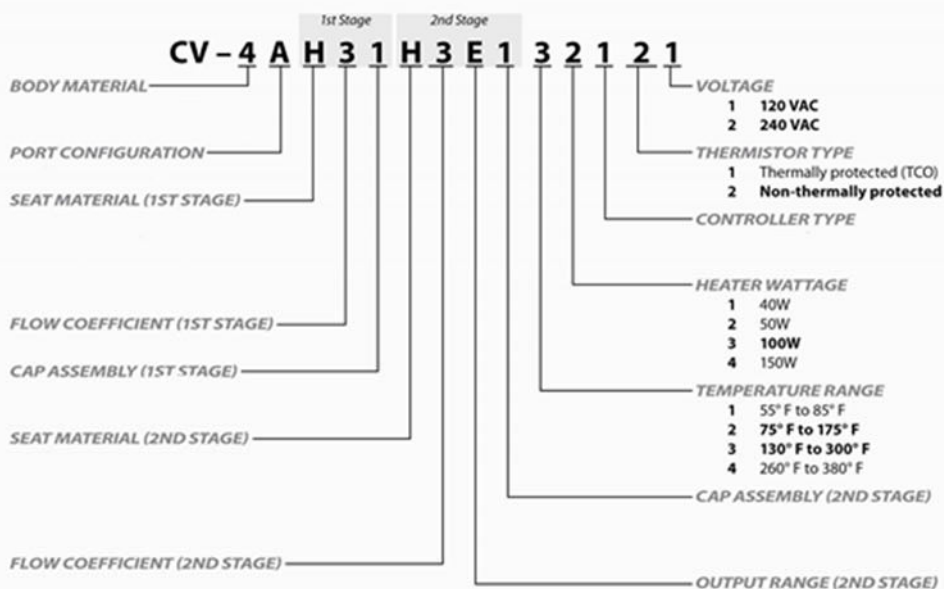 1st Stage
2nd Stage
CV – 4 A H 3 1 H 3 E 1 3 2 1 2 1
BODY MATERIAL
PORT CONFIGURATION
SEAT MATERIAL (1ST STAGE)
FLOW COEFFICIENT (1ST STAGE)
CAP ASSEMBLY (1ST STAGE)
SEAT MATERIAL (2ND STAGE)
FLOW COEFFICIENT (2ND STAGE)
VOLTAGE
1 120 VAC
2 240 VAC
THERMISTOR TYPE
1 Thermally protected (TCO)
2 Non-thermally protected
CONTROLLER TYPE
HEATER WATTAGE
1 40W
2 50W
3 100W
4 150W
TEMPERATURE RANGE
1 55° F to 85° F
2 75° F to 175° F
3 130° F to 300° F
4 260° F to 380° F
CAP ASSEMBLY (2ND STAGE)
OUTPUT RANGE (2ND STAGE)